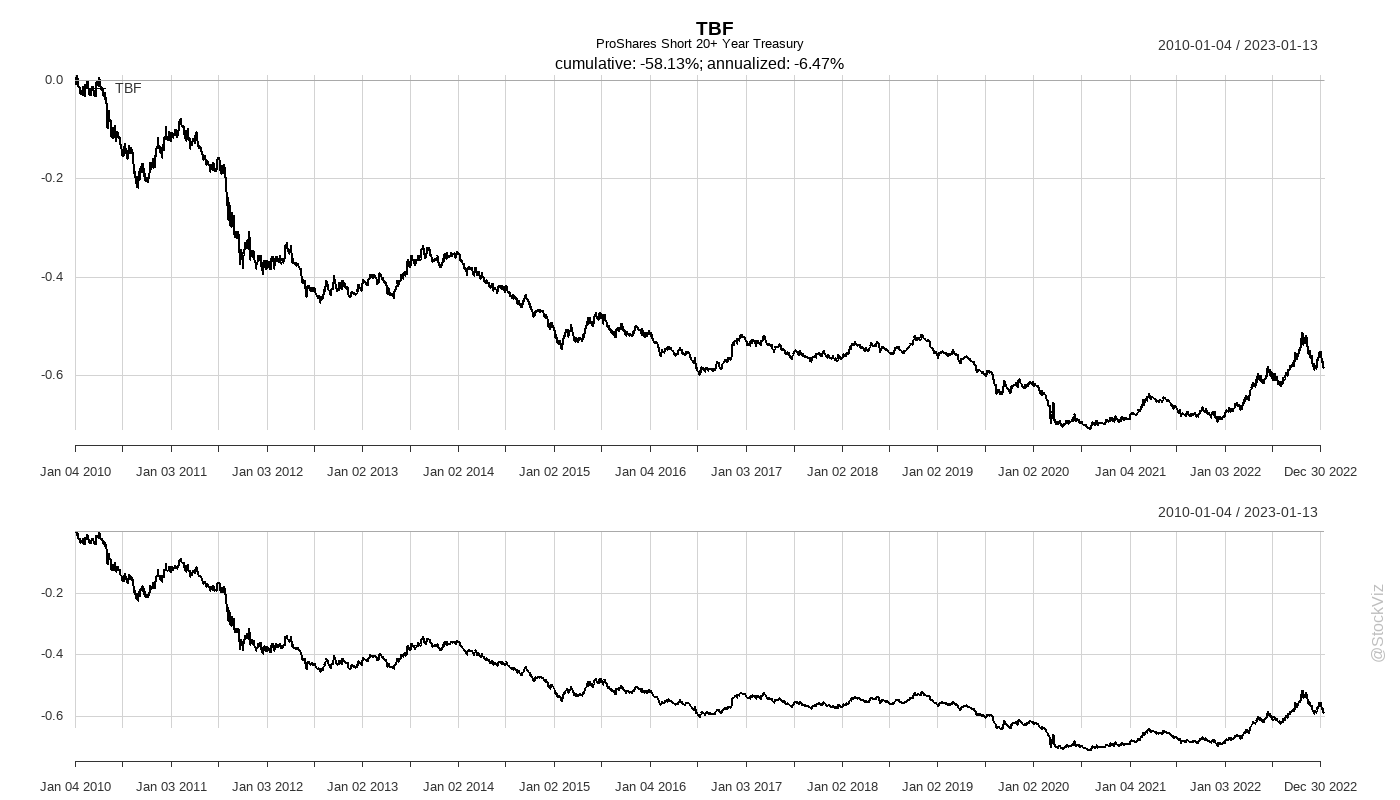 TBF
ProShares Short 20+ Year Treasury
cumulative: -58.13%; annualized: -6.47%
2010-01-04 / 2023-01-13
TBF
0.0
-0.2
-0.4
-0.6
Jan 04 2010 Jan 03 2011 Jan 03 2012 Jan 02 2013 Jan 02 2014 Jan 02 2015 Jan 04 2016 Jan 03 2017 Jan 02 2018 Jan 02 2019 Jan 02 2020 Jan 04 2021 Jan 03 2022 Dec 30 2022
2010-01-04 / 2023-01-13
-0.2
-0.4
-0.6
Jan 04 2010 Jan 03 2011 Jan 03 2012 Jan 02 2013 Jan 02 2014 Jan 02 2015 Jan 04 2016 Jan 03 2017 Jan 02 2018 Jan 02 2019 Jan 02 2020 Jan 04 2021 Jan 03 2022 Dec 30 2022
@StockViz